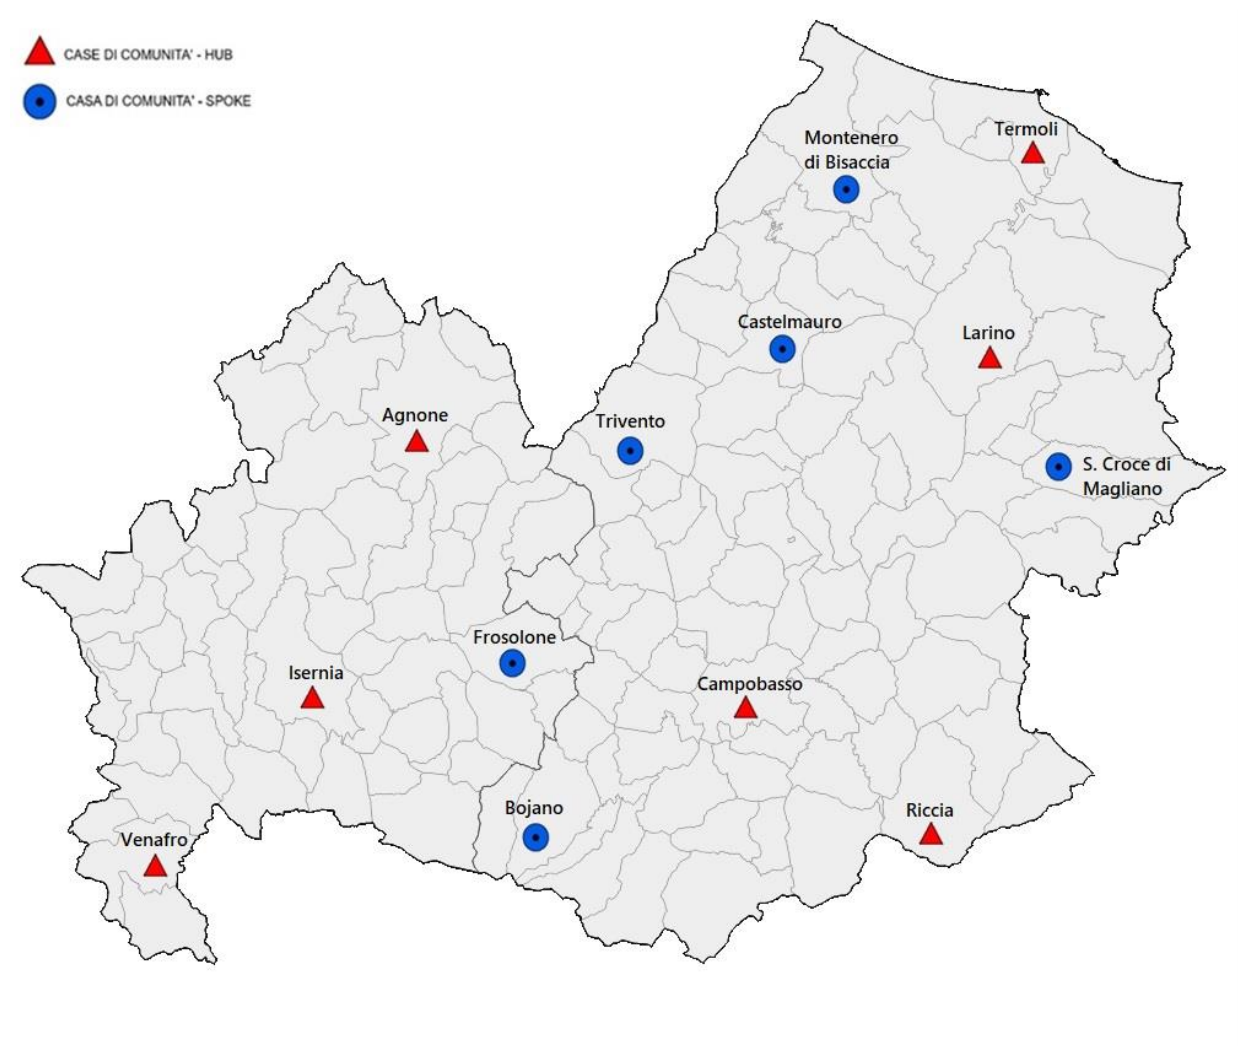 CASE DI COMUNITA' - HUB
CASA DI COMUNITA' - SPOKE
Termoli
Montenero
di Bisaccia
Castelmauro
Larino
Agnone
Trivento
S. Croce di
Magliano
Frosolone
Isernia
Campobasso
Bojano
Riccia
Venafro